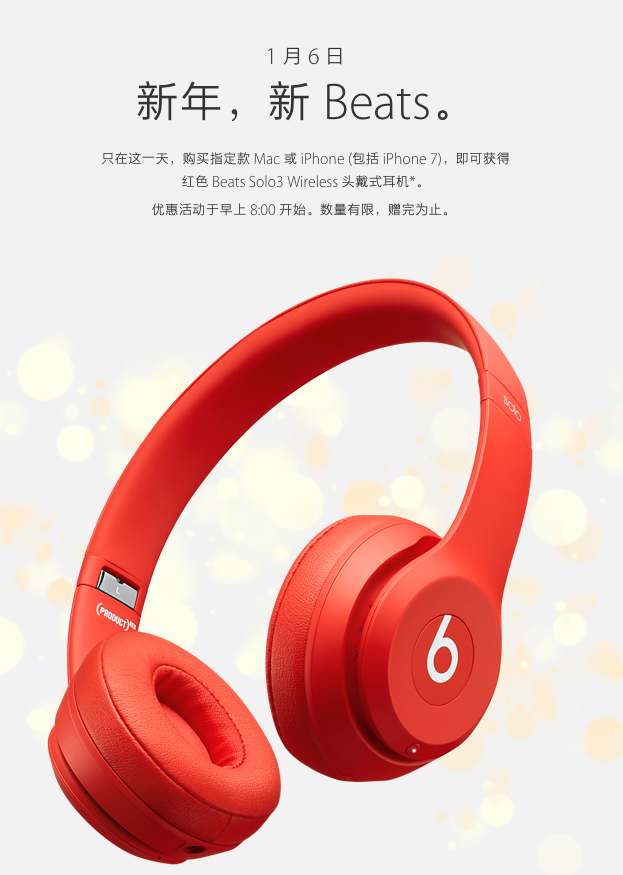 1月6日
新年，新 Beats。
只在这一天，购买指定款 Mac 或 iPhone (包括 iPhone 7)，即可获得
红色 Beats Solo3 Wireless 头戴式耳机*。
优惠活动于早上 8:00 开始。数量有限，赠完为止。
solo
L
(PRODUCT)RED
b